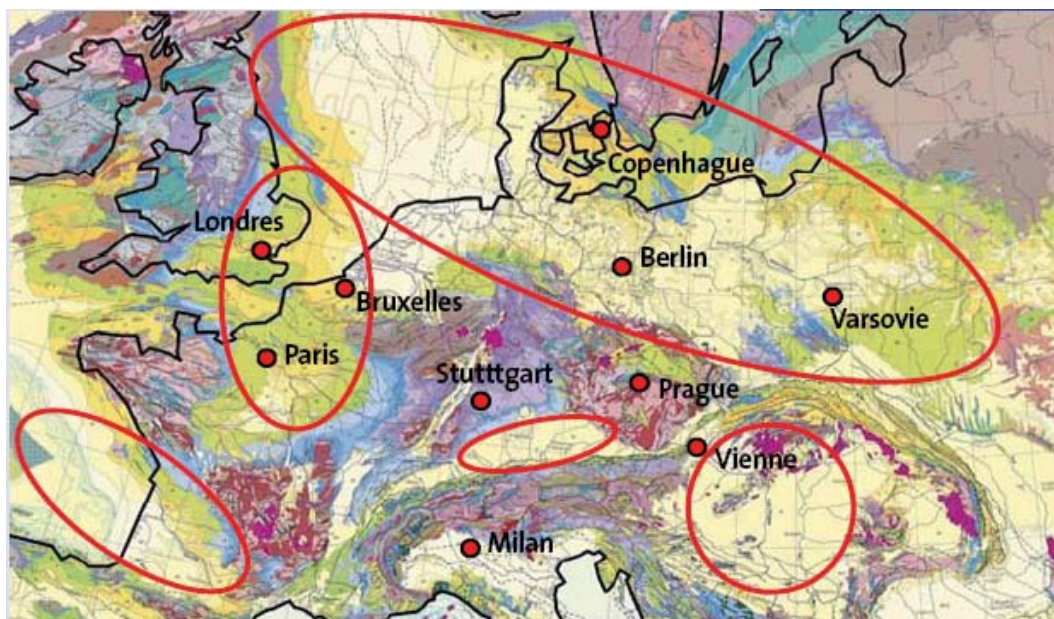 Copenhague
Londres
Berlin
Bruxelles
Varsovie
Paris
Stutttgart
Prague
Vienne
Milan